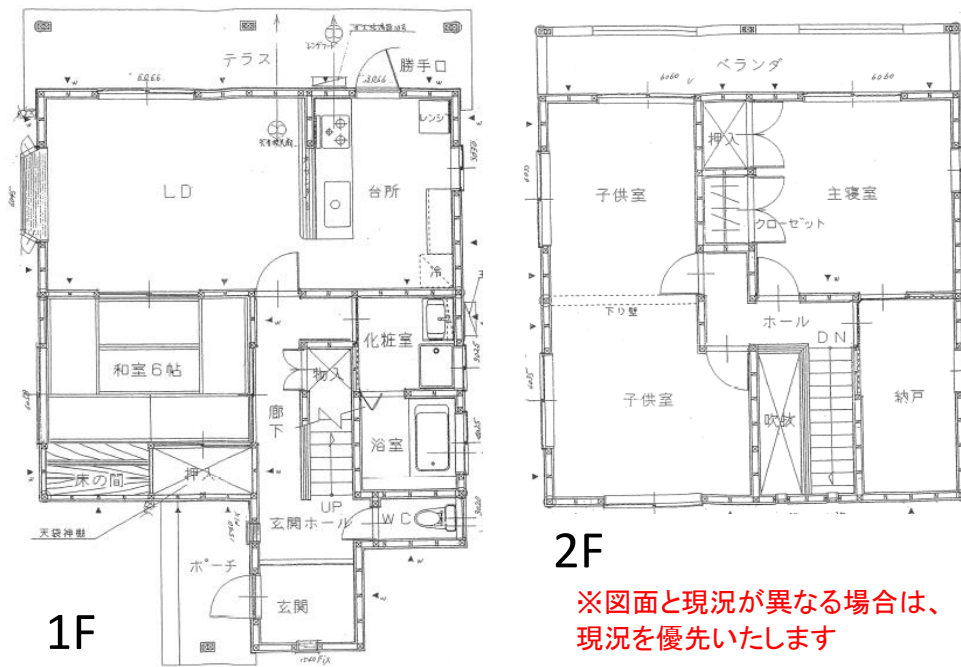 テラス
勝手口
レンジ
LD
台所
冷
和室6帖
化粧室
物入
廊下
浴室
床の間
押入
天袋神棚
UP
玄関ホール
WC
ポーチ
玄関
1F
ベランダ
6060
6060
押入
子供室
主寝室
クローゼット
下り壁
ホール
DN
子供室
吹抜
納戸
2F
※図面と現況が異なる場合は、
現況を優先いたします